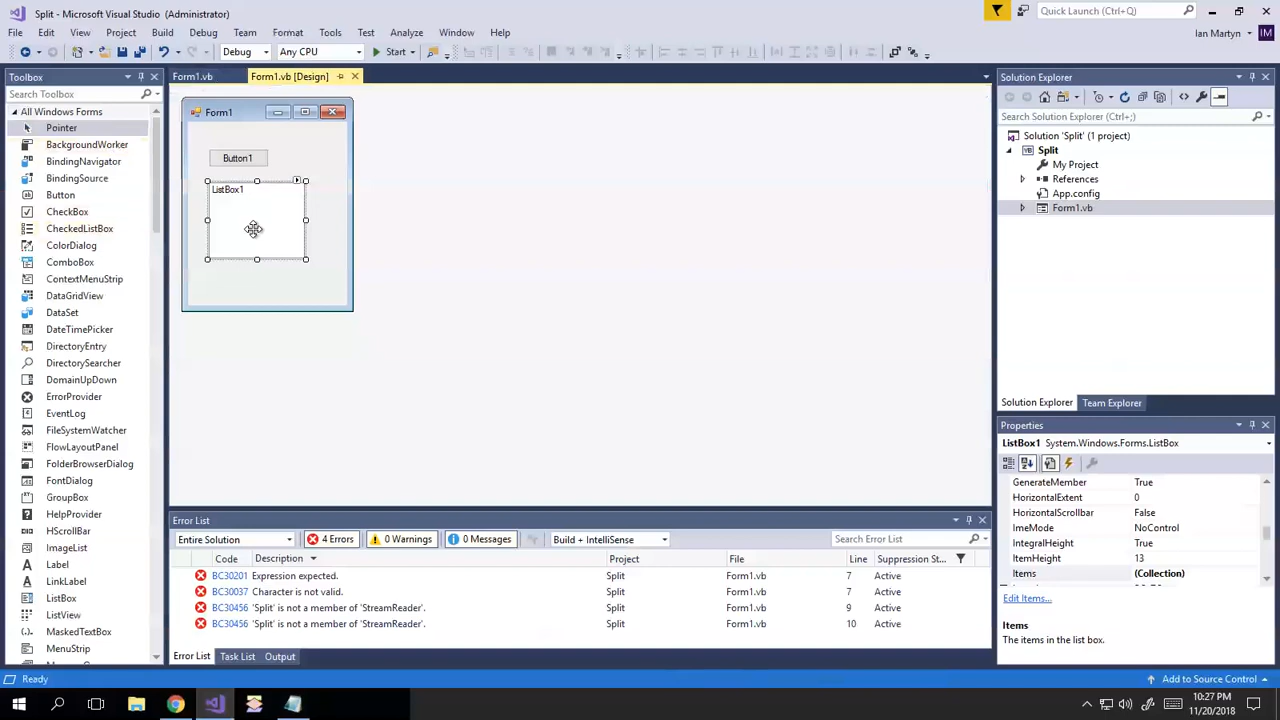 Split - Microsoft Visual Studio (Administrator)
Quick Launch (Ctrl+Q)
File Edit View Project Build Debug Team Format Tools Test Analyze Window Help
Ian Martyn IM
Debug Any CPU Start
Toolbox
Search Toolbox
All Windows Forms
Pointer
BackgroundWorker
BindingNavigator
BindingSource
Button
CheckBox
CheckedListBox
ColorDialog
ComboBox
ContextMenuStrip
DataGridView
DataSet
DateTimePicker
DirectoryEntry
DirectorySearcher
DomainUpDown
ErrorProvider
EventLog
FileSystemWatcher
FlowLayoutPanel
FolderBrowserDialog
FontDialog
GroupBox
HelpProvider
HScrollBar
ImageList
Label
LinkLabel
ListBox
ListView
MaskedTextBox
MenuStrip
Form1.vb Form1.vb [Design]
Form1
Button1
ListBox1
Error List
Entire Solution 4 Errors 0 Warnings 0 Messages Build + IntelliSense Search Error List
Code Description Project File Line Suppression St...
BC30201 Expression expected. Split Form1.vb 7 Active
BC30037 Character is not valid. Split Form1.vb 7 Active
BC30456 'Split' is not a member of 'StreamReader'. Split Form1.vb 9 Active
BC30456 'Split' is not a member of 'StreamReader'. Split Form1.vb 10 Active
Error List Task List Output
Solution Explorer
Search Solution Explorer (Ctrl+;)
Solution 'Split' (1 project)
VB Split
My Project
References
App.config
Form1.vb
Solution Explorer Team Explorer
Properties
ListBox1 System.Windows.Forms.ListBox
GenerateMember True
HorizontalExtent 0
HorizontalScrollbar False
ImeMode NoControl
IntegralHeight True
ItemHeight 13
Items (Collection)
Edit Items...
Items
The items in the list box.
Ready
Add to Source Control
10:27 PM
11/20/2018